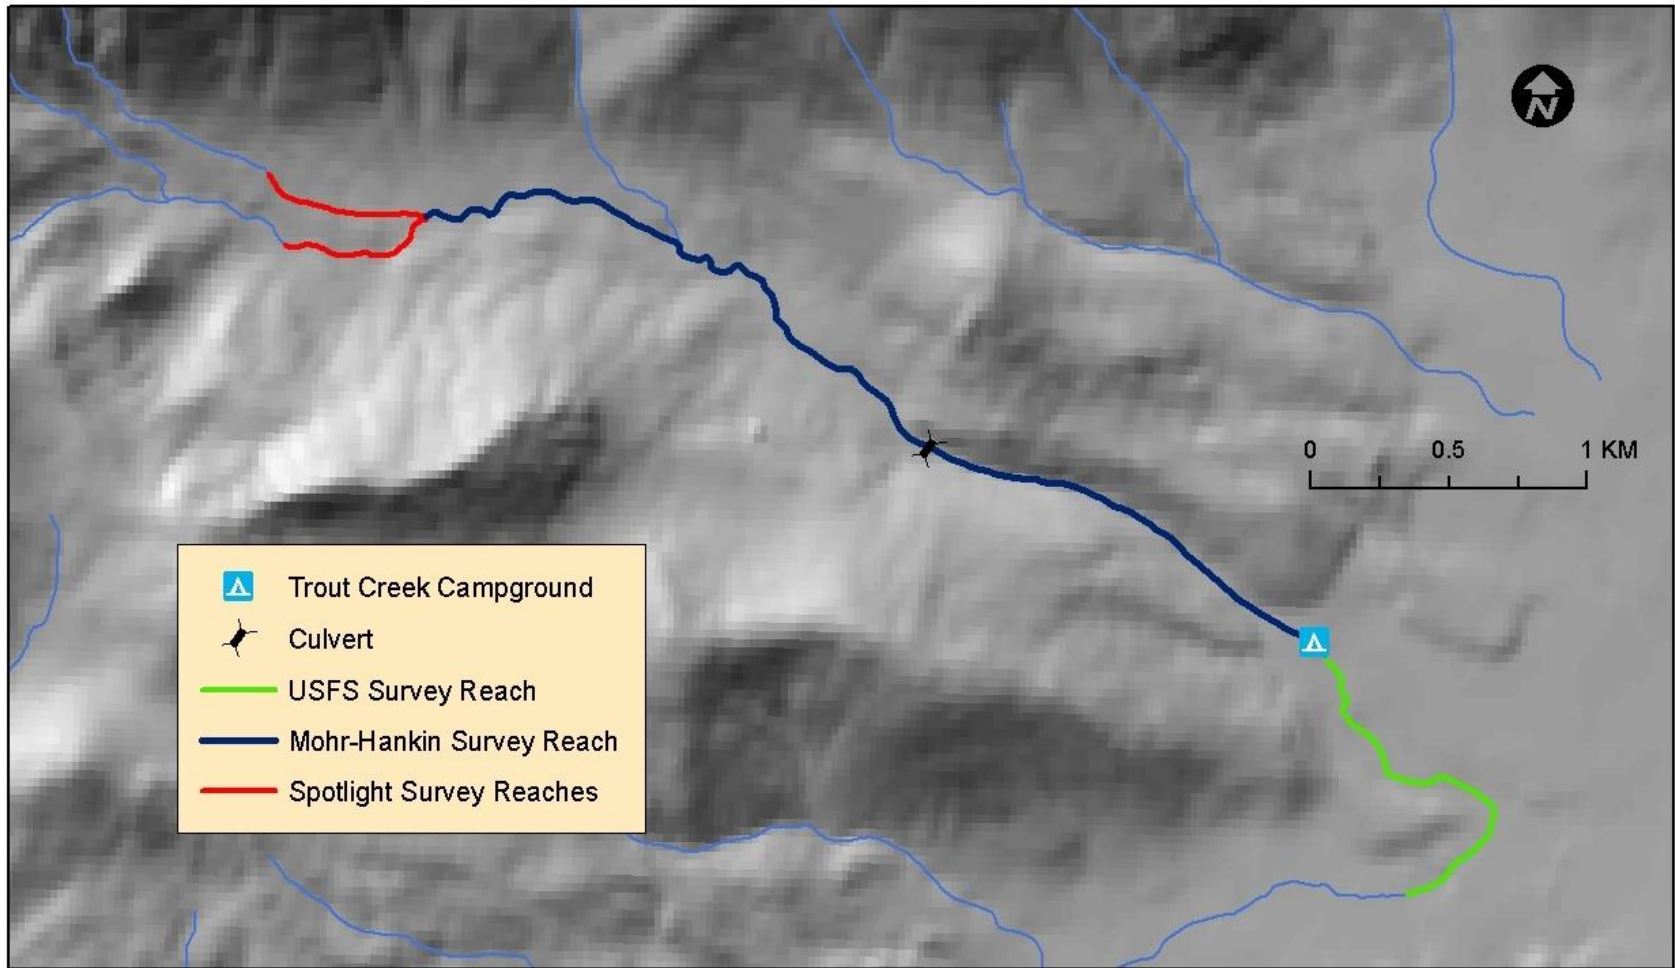 N
0 0.5 1 KM
Trout Creek Campground
Culvert
USFS Survey Reach
Mohr-Hankin Survey Reach
Spotlight Survey Reaches